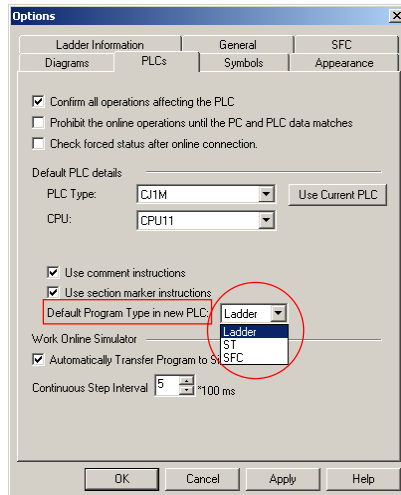 Options
Ladder Information General SFC
Diagrams PLCs Symbols Appearance
Confirm all operations affecting the PLC
Prohibit the online operations until the PC and PLC data matches
Check forced status after online connection.
Default PLC details
PLC Type: CJ1M Use Current PLC
CPU: CPU11
Use comment instructions
Use section marker instructions
Default Program Type in new PLC: Ladder
Ladder
ST
SFC
Work Online Simulator
Automatically Transfer Program to Si
Continuous Step Interval 5 *100 ms
OK Cancel Apply Help